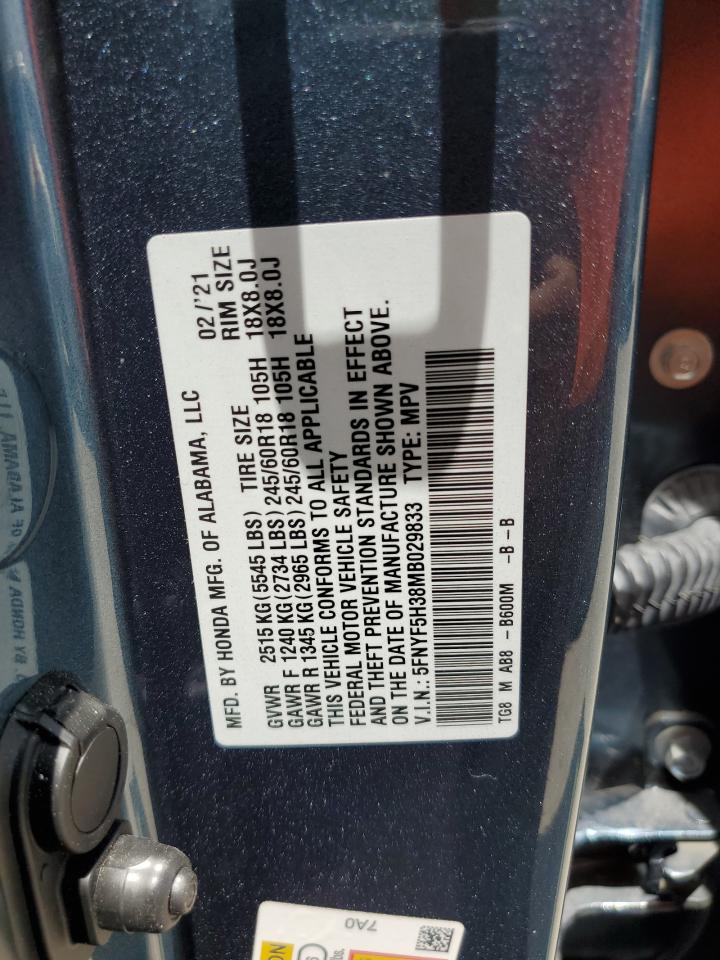 MFD. BY HONDA MFG. OF ALABAMA, LLC 02/'21
GVWR 2515 KG (5545 LBS) TIRE SIZE RIM SIZE
GAWR F 1240 KG (2734 LBS) 245/60R18 105H 18X8.0J
GAWR R 1345 KG (2965 LBS) 245/60R18 105H 18X8.0J
THIS VEHICLE CONFORMS TO ALL APPLICABLE
FEDERAL MOTOR VEHICLE SAFETY
AND THEFT PREVENTION STANDARDS IN EFFECT
ON THE DATE OF MANUFACTURE SHOWN ABOVE.
V.I.N.: 5FNYF5H38MB029833 TYPE: MPV
TG8 M AB8 - B600M -B-B
7A0